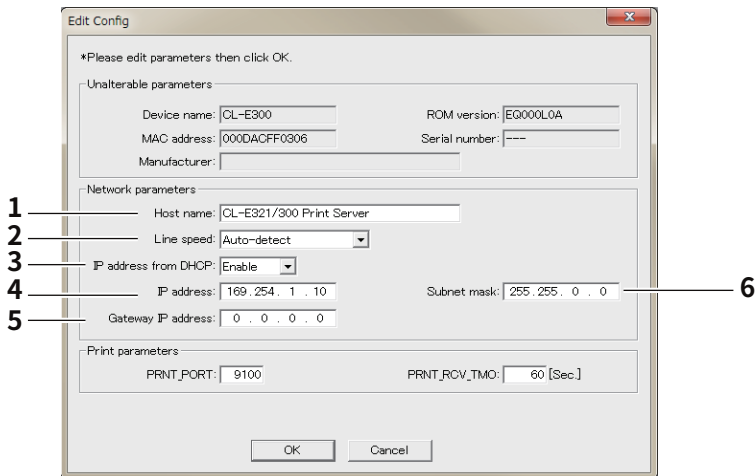 Edit Config
*Please edit parameters then click OK.
Unalterable parameters
Device name: CL-E300 ROM version: EQ000L0A
MAC address: 000DACFF0306 Serial number: ---
Manufacturer:
Network parameters
1 Host name: CL-E321/300 Print Server
2 Line speed: Auto-detect
3 IP address from DHCP: Enable
4 IP address: 169.254. 1 . 10 Subnet mask: 255.255. 0 . 0 6
5 Gateway IP address: 0 . 0 . 0 . 0
Print parameters
PRNT_PORT: 9100 PRNT_RCV_TMO: 60 [Sec.]
OK Cancel